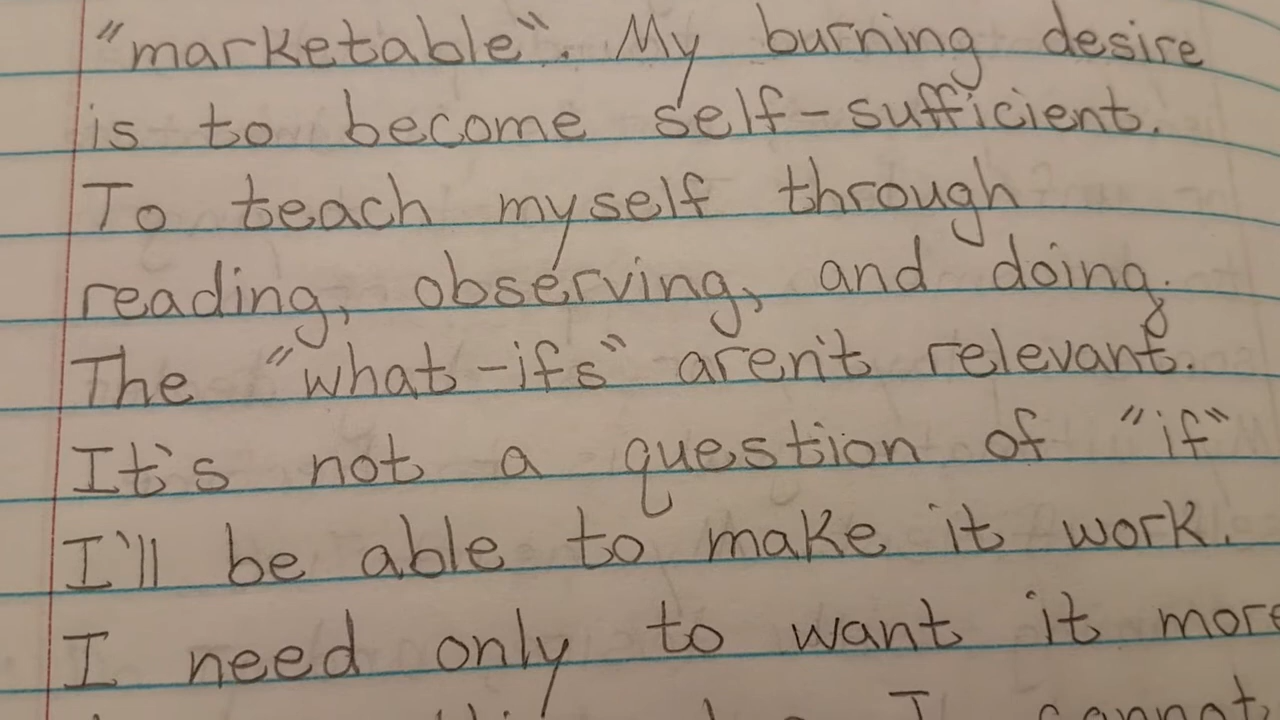 "marketable". My burning desire
is to become self-sufficient.
To teach myself through
reading, observing, and doing.
The "what-ifs" aren't relevant.
It's not a question of "if"
I'll be able to make it work.
I need only to want it more
I cannot